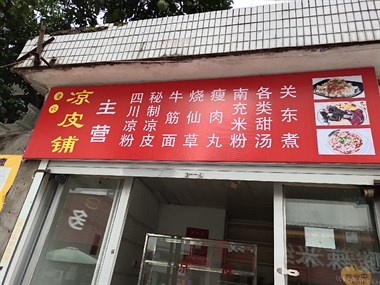 凉皮铺
主营
四川凉粉
秘制凉皮
牛筋面
烧仙草
瘦肉丸
南充米粉
各类甜汤
关东煮